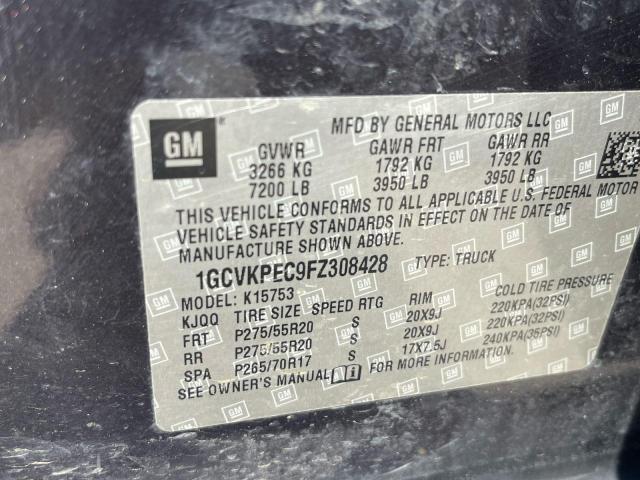 GM
MFD BY GENERAL MOTORS LLC
GVWR GAWR FRT GAWR RR
3266 KG 1792 KG 1792 KG
7200 LB 3950 LB 3950 LB
THIS VEHICLE CONFORMS TO ALL APPLICABLE U.S. FEDERAL MOTOR
VEHICLE SAFETY STANDARDS IN EFFECT ON THE DATE OF
MANUFACTURE SHOWN ABOVE.
1GCVKPEC9FZ308428 TYPE: TRUCK
MODEL: K15753
KJQQ TIRE SIZE SPEED RTG RIM COLD TIRE PRESSURE
FRT P275/55R20 S 20X9J 220KPA(32PSI)
RR P275/55R20 S 20X9J 220KPA(32PSI)
SPA P265/70R17 S 17X7.5J 240KPA(35PSI)
SEE OWNER'S MANUAL FOR MORE INFORMATION.